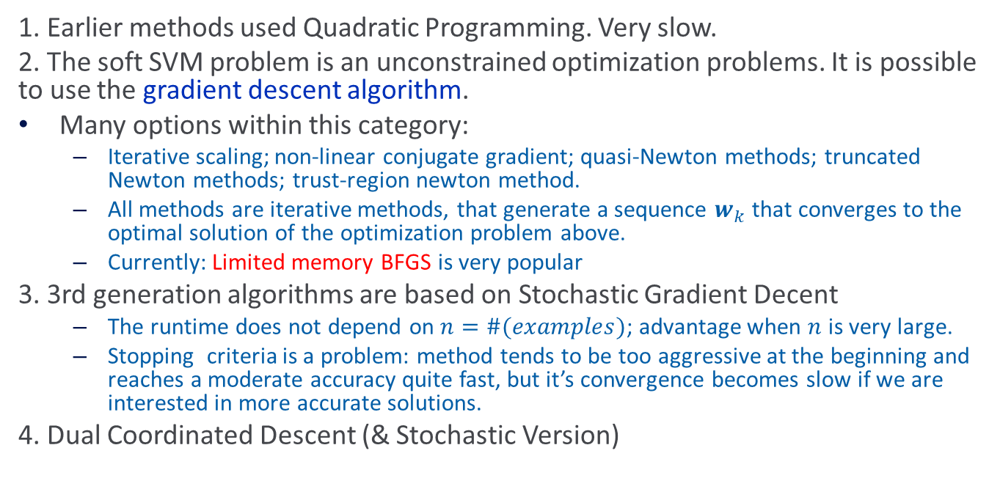 1. Earlier methods used Quadratic Programming. Very slow.
2. The soft SVM problem is an unconstrained optimization problems. It is possible
to use the gradient descent algorithm.
• Many options within this category:
– Iterative scaling; non-linear conjugate gradient; quasi-Newton methods; truncated
Newton methods; trust-region newton method.
– All methods are iterative methods, that generate a sequence 𝒘ₖ that converges to the
optimal solution of the optimization problem above.
– Currently: Limited memory BFGS is very popular
3. 3rd generation algorithms are based on Stochastic Gradient Decent
– The runtime does not depend on n = #(examples); advantage when n is very large.
– Stopping criteria is a problem: method tends to be too aggressive at the beginning and
reaches a moderate accuracy quite fast, but it’s convergence becomes slow if we are
interested in more accurate solutions.
4. Dual Coordinated Descent (& Stochastic Version)